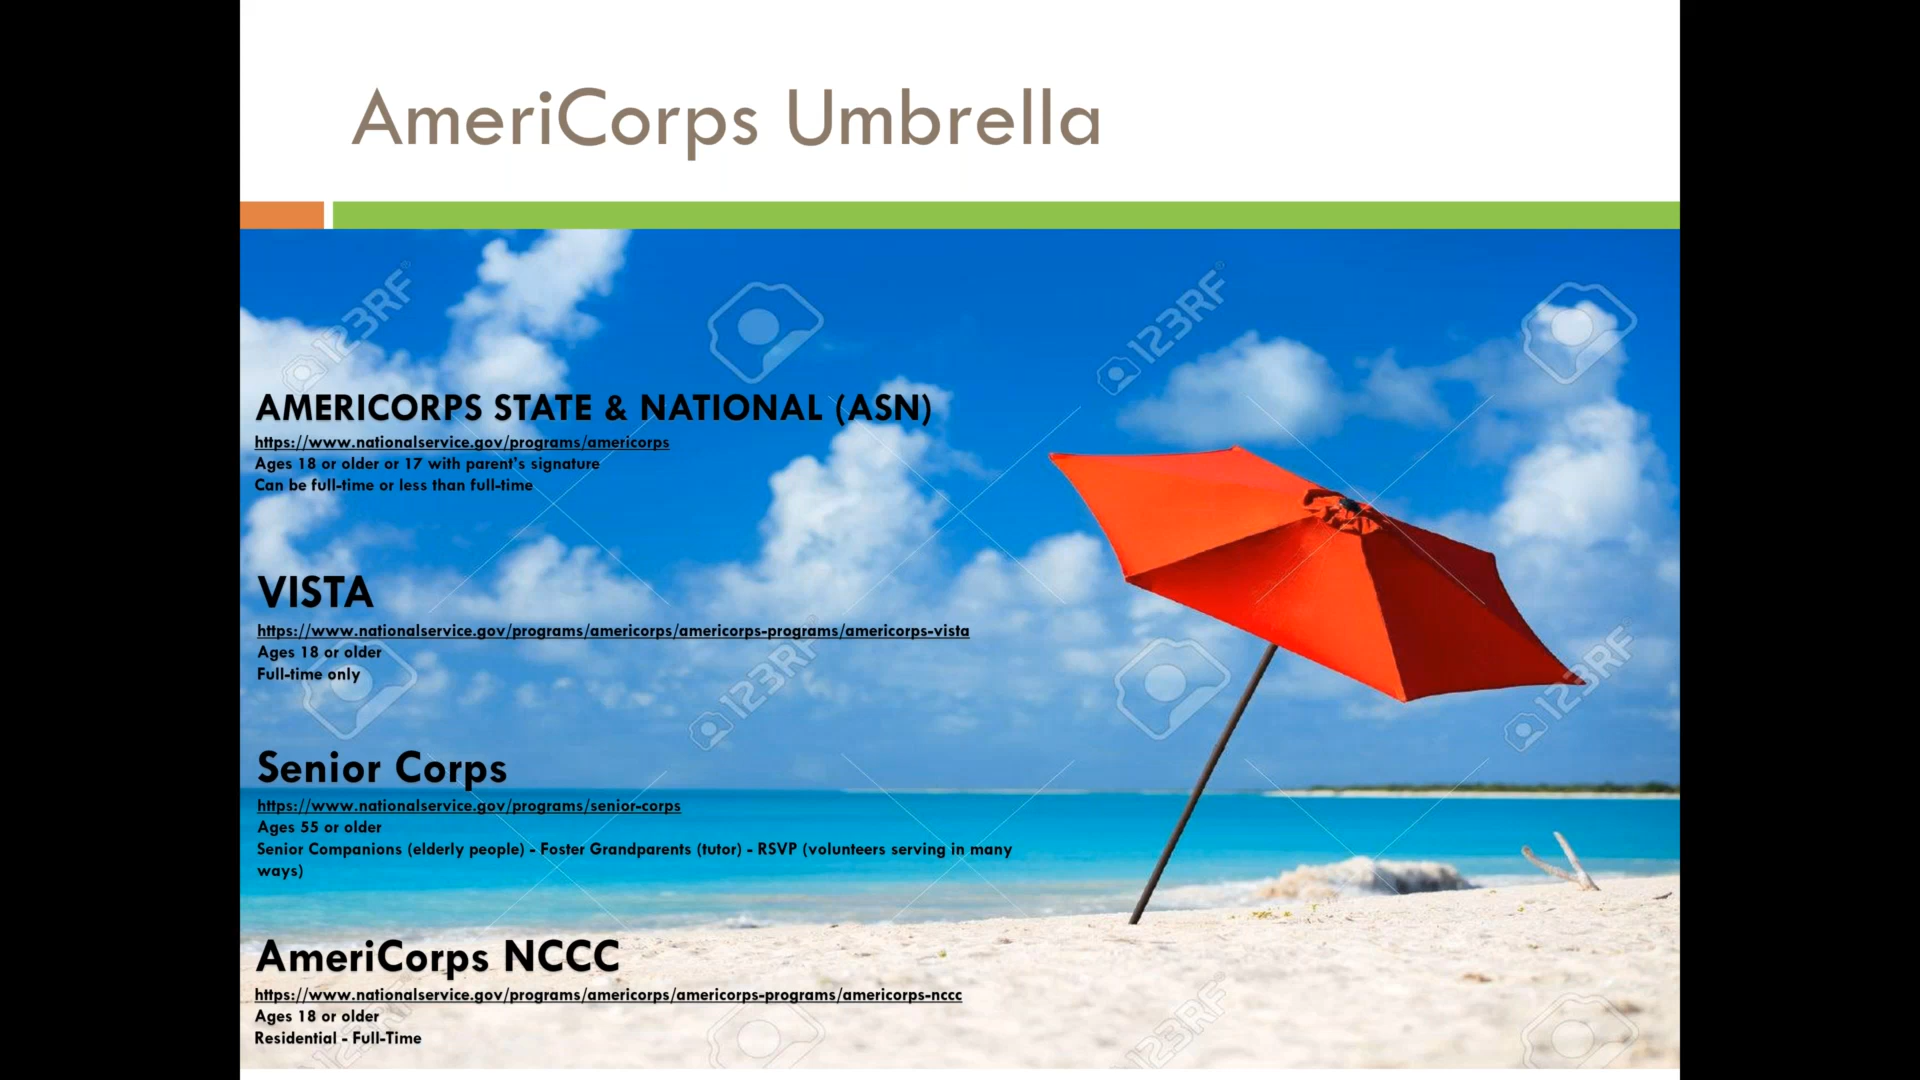 AmeriCorps Umbrella
AMERICORPS STATE & NATIONAL (ASN)
https://www.nationalservice.gov/programs/americorps
Ages 18 or older or 17 with parent's signature
Can be full-time or less than full-time
VISTA
https://www.nationalservice.gov/programs/americorps/americorps-programs/americorps-vista
Ages 18 or older
Full-time only
Senior Corps
https://www.nationalservice.gov/programs/senior-corps
Ages 55 or older
Senior Companions (elderly people) - Foster Grandparents (tutor) - RSVP (volunteers serving in many
ways)
AmeriCorps NCCC
https://www.nationalservice.gov/programs/americorps/americorps-programs/americorps-nccc
Ages 18 or older
Residential - Full-Time
123RF
123RF
123RF
123RF
123RF
123RF